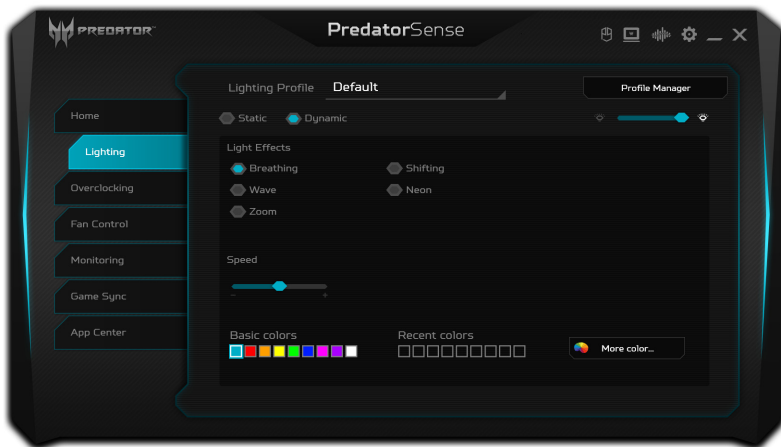 PREDATOR
PredatorSense
Lighting Profile Default
Profile Manager
Home
Lighting
Overclocking
Fan Control
Monitoring
Game Sync
App Center
Static Dynamic
Light Effects
Breathing Shifting
Wave Neon
Zoom
Speed
- +
Basic colors Recent colors
More color...